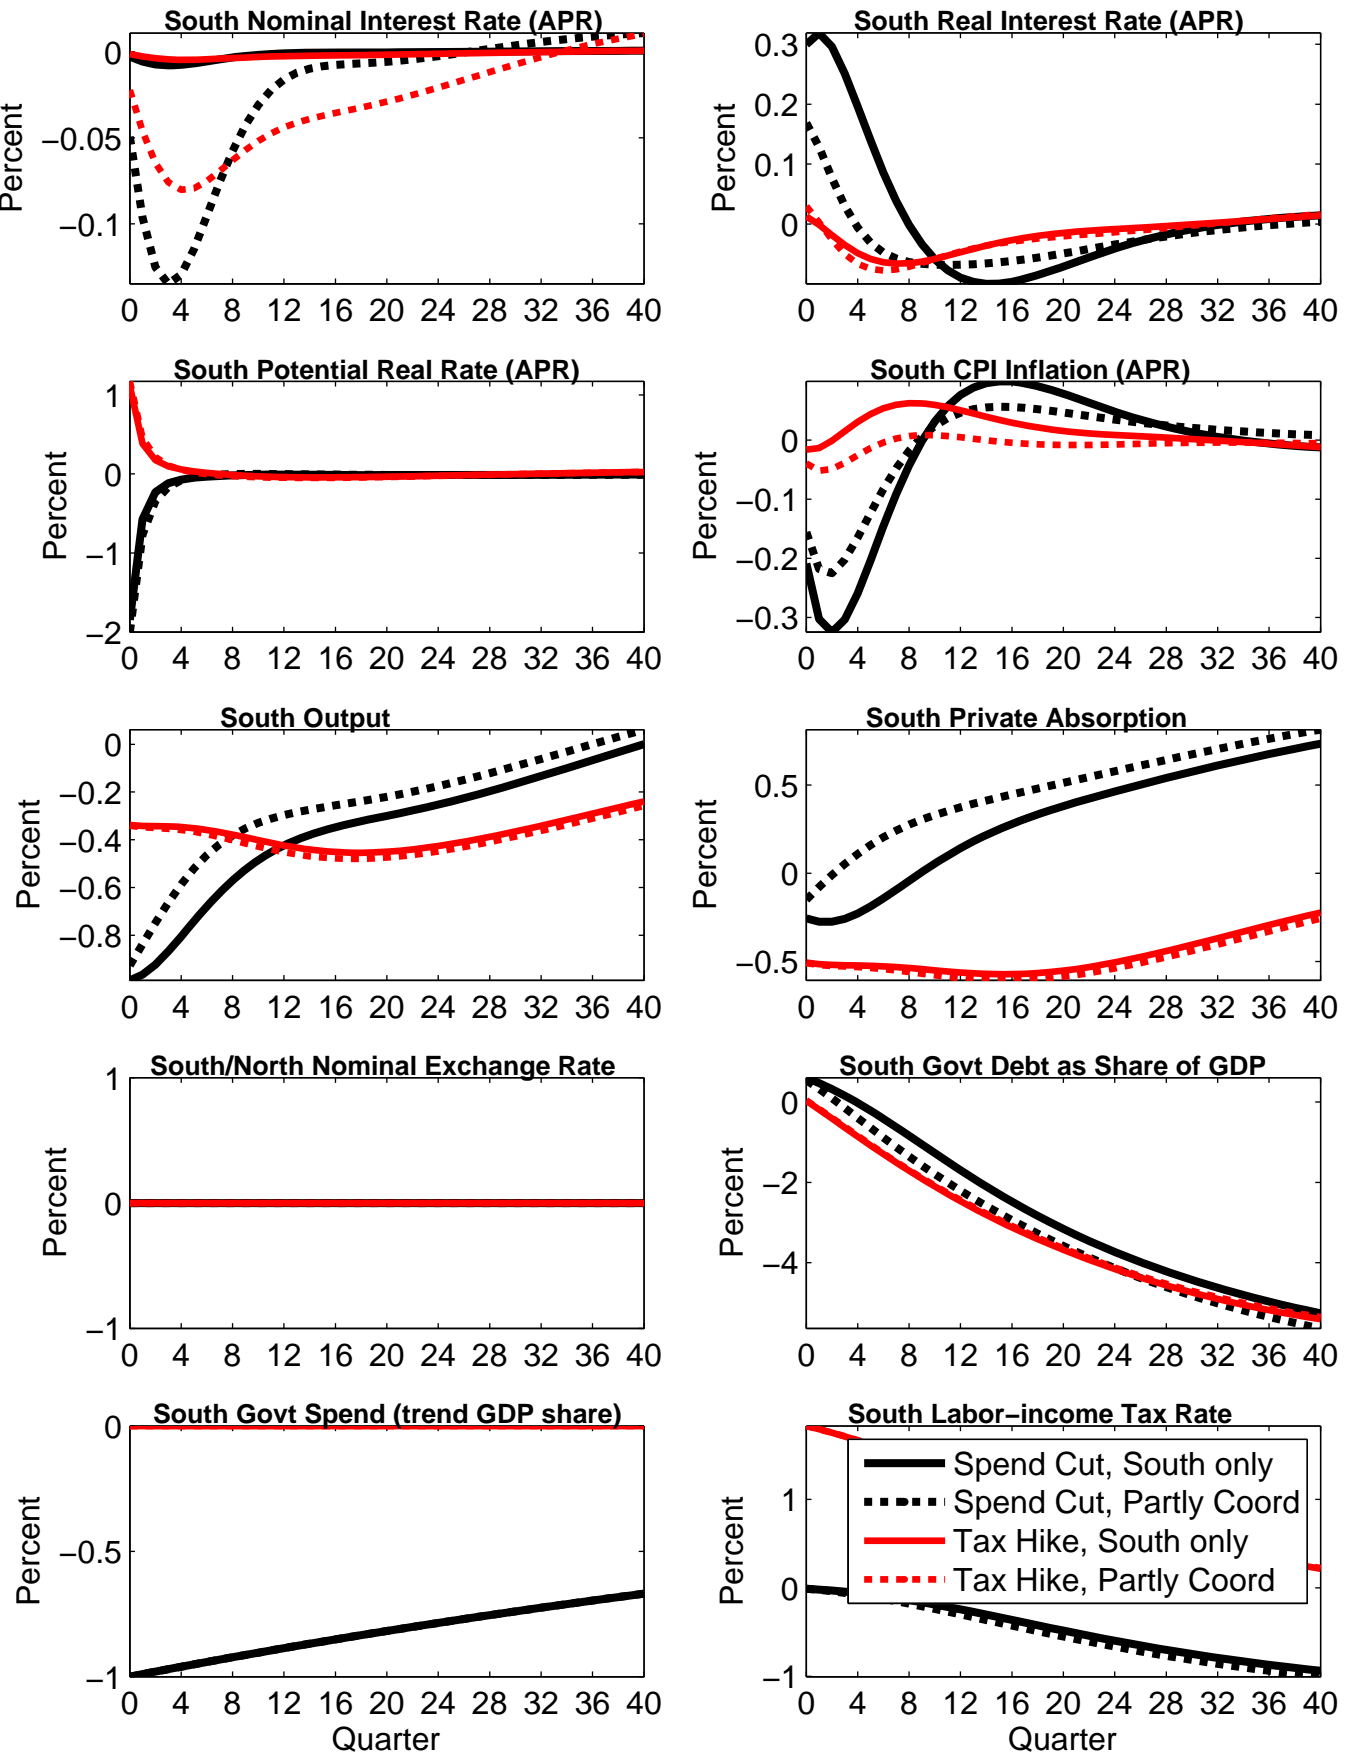 South Nominal Interest Rate (APR)
Percent
0
−0.05
−0.1
0 4 8 12 16 20 24 28 32 36 40
South Real Interest Rate (APR)
Percent
0.3
0.2
0.1
0
0 4 8 12 16 20 24 28 32 36 40
South Potential Real Rate (APR)
Percent
1
0
−1
−2
0 4 8 12 16 20 24 28 32 36 40
South CPI Inflation (APR)
Percent
0
−0.1
−0.2
−0.3
0 4 8 12 16 20 24 28 32 36 40
South Output
Percent
0
−0.2
−0.4
−0.6
−0.8
0 4 8 12 16 20 24 28 32 36 40
South Private Absorption
Percent
0.5
0
−0.5
0 4 8 12 16 20 24 28 32 36 40
South/North Nominal Exchange Rate
Percent
1
0
−1
0 4 8 12 16 20 24 28 32 36 40
South Govt Debt as Share of GDP
Percent
0
−2
−4
0 4 8 12 16 20 24 28 32 36 40
South Govt Spend (trend GDP share)
Percent
0
−0.5
−1
0 4 8 12 16 20 24 28 32 36 40
Quarter
South Labor−income Tax Rate
Percent
1
0
−1
Spend Cut, South only
Spend Cut, Partly Coord
Tax Hike, South only
Tax Hike, Partly Coord
0 4 8 12 16 20 24 28 32 36 40
Quarter